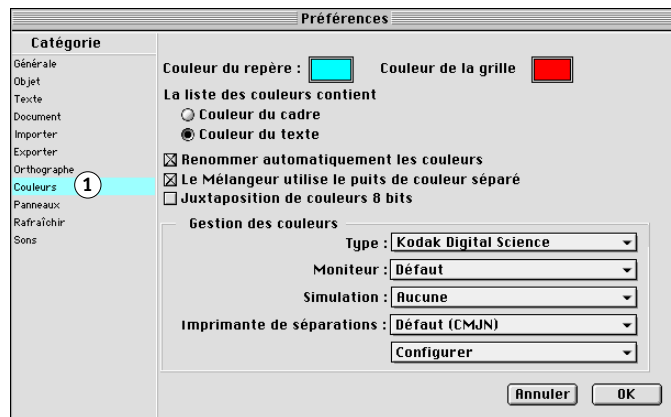 Préférences
Catégorie
Générale
Objet
Texte
Document
Importer
Exporter
Orthographe
Couleurs 1
Panneaux
Rafraîchir
Sons
Couleur du repère : Couleur de la grille
La liste des couleurs contient
Couleur du cadre
Couleur du texte
Renommer automatiquement les couleurs
Le Mélangeur utilise le puits de couleur séparé
Juxtaposition de couleurs 8 bits
Gestion des couleurs
Type : Kodak Digital Science
Moniteur : Défaut
Simulation : Aucune
Imprimante de séparations : Défaut (CMJN)
Configurer
Annuler OK